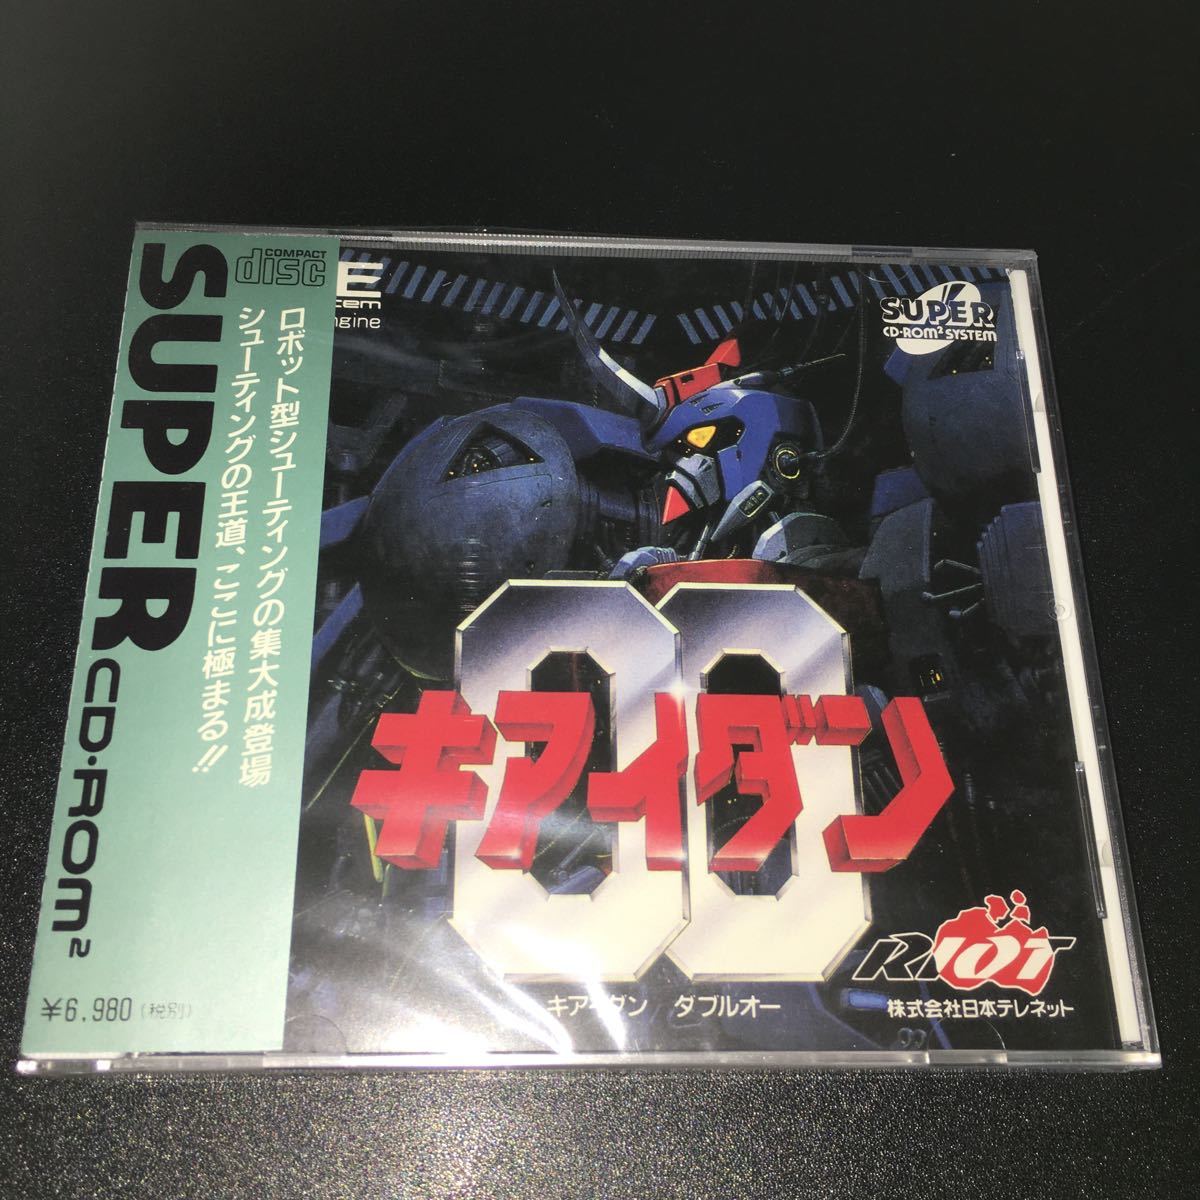 SUPER CD-ROM²
COMPACT
disc
ロボット型シューティングの集大成登場
シューティングの王道、ここに極まる!!
¥6,980(税別)
E
tem
ngine
SUPER
CD-ROM² SYSTEM
00
キアイダン
キアイダン ダブルオー
RIOT
株式会社日本テレネット